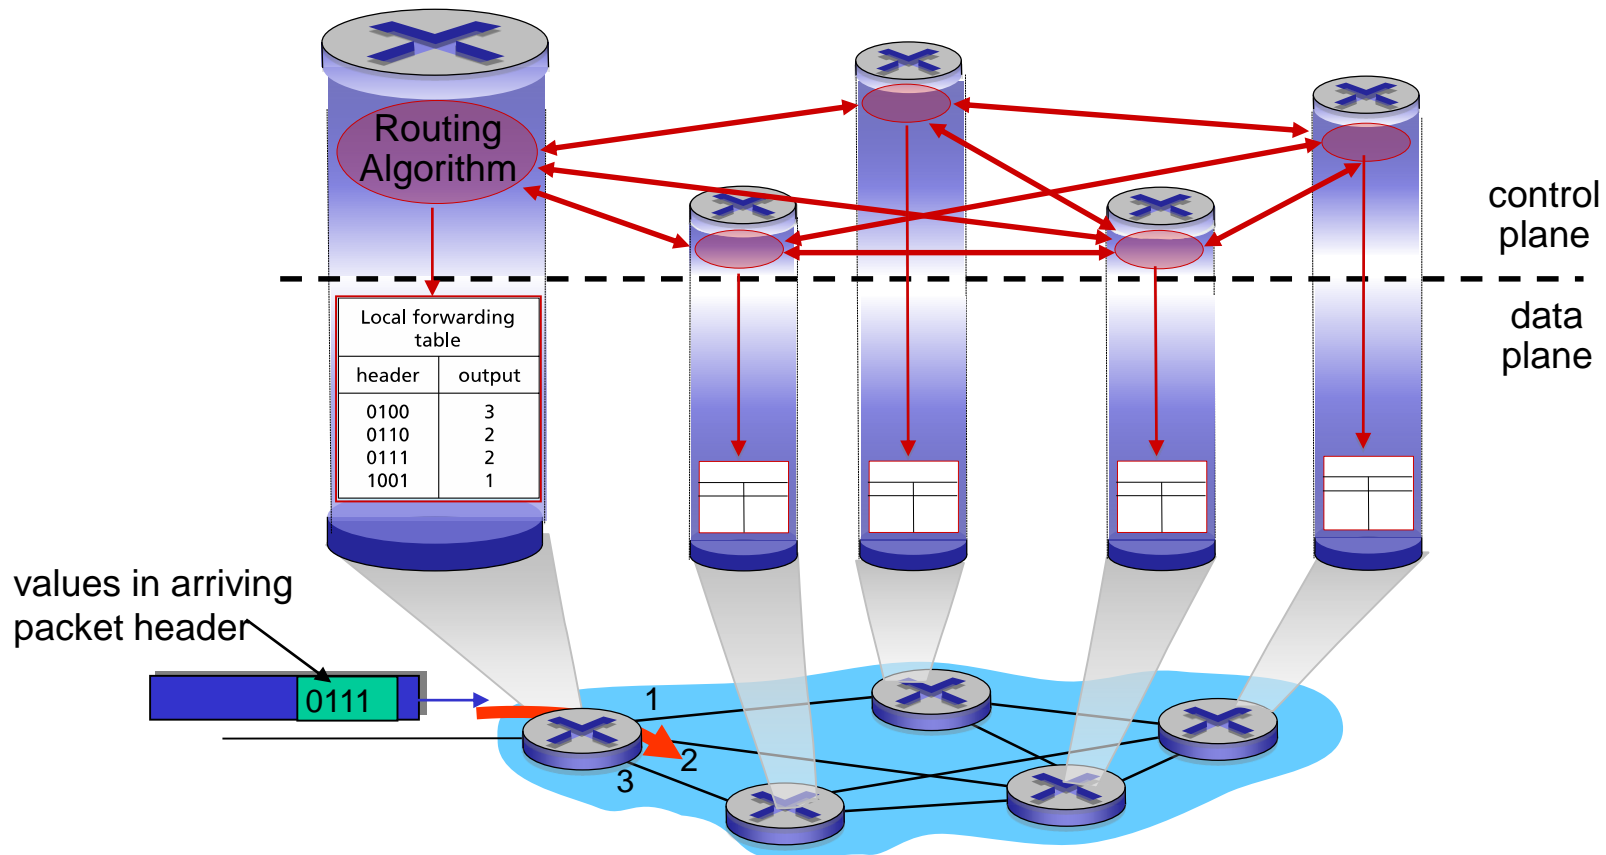 Routing
Algorithm
control
plane
data
plane
Local forwarding
table
header output
0100 3
0110 2
0111 2
1001 1
values in arriving
packet header
0111
1
2
3